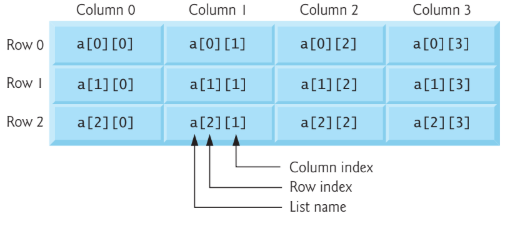 Column 0 Column 1 Column 2 Column 3
Row 0 a[0][0] a[0][1] a[0][2] a[0][3]
Row 1 a[1][0] a[1][1] a[1][2] a[1][3]
Row 2 a[2][0] a[2][1] a[2][2] a[2][3]
Column index
Row index
List name